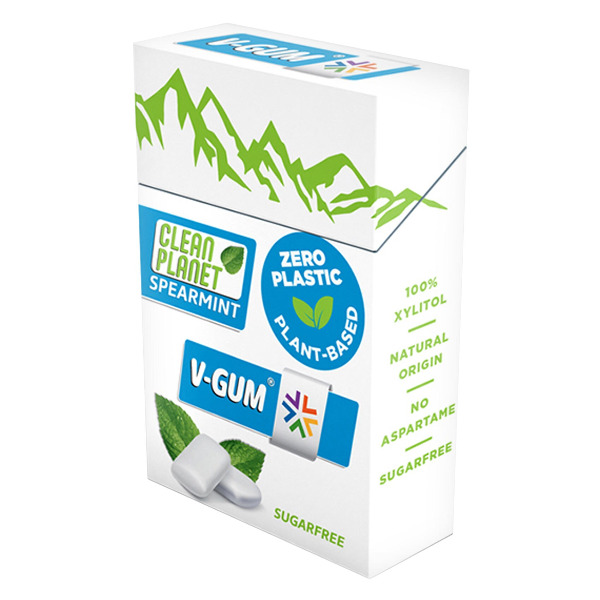 V-GUM
CLEAN
PLANET
SPEARMINT
ZERO
PLASTIC
PLANT-BASED
V-GUM®
SUGARFREE
100%
XYLITOL
NATURAL
ORIGIN
NO
ASPARTAME
SUGARFREE